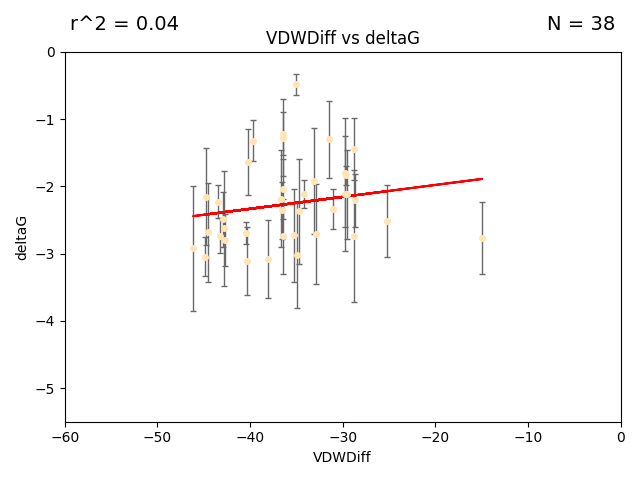 r^2 = 0.04
N = 38
VDWDiff vs deltaG
0
−1
−2
−3
−4
−5
deltaG
−60 −50 −40 −30 −20 −10 0
VDWDiff